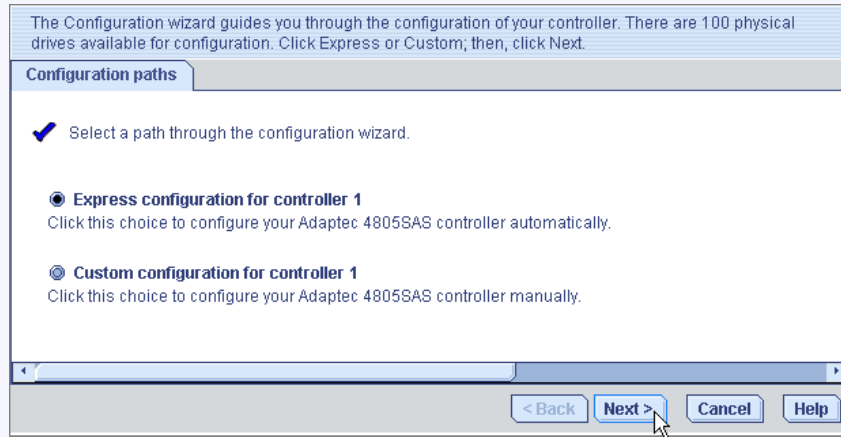 The Configuration wizard guides you through the configuration of your controller. There are 100 physical
drives available for configuration. Click Express or Custom; then, click Next.
Configuration paths
Select a path through the configuration wizard.
Express configuration for controller 1
Click this choice to configure your Adaptec 4805SAS controller automatically.
Custom configuration for controller 1
Click this choice to configure your Adaptec 4805SAS controller manually.
< Back Next > Cancel Help